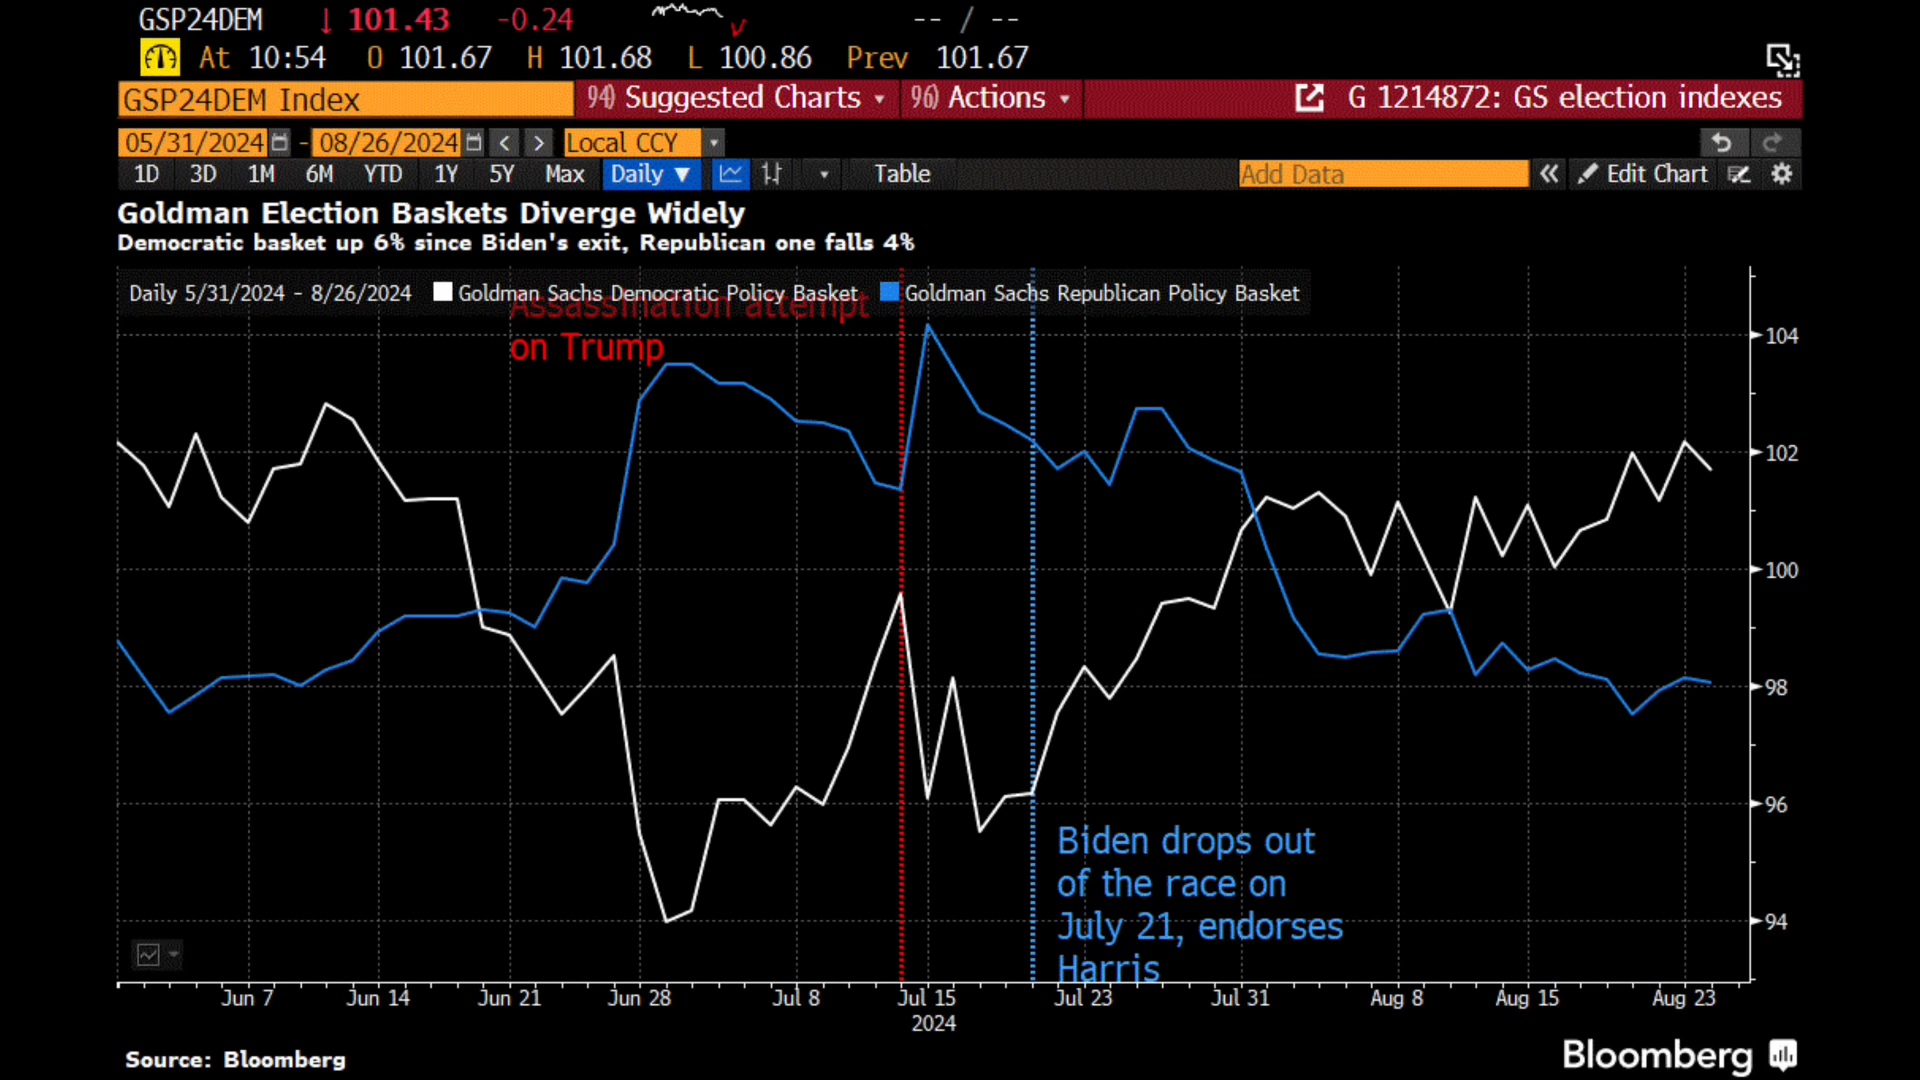 GSP24DEM ↓ 101.43 -0.24 -- / --
At 10:54 O 101.67 H 101.68 L 100.86 Prev 101.67
GSP24DEM Index 94) Suggested Charts 96) Actions G 1214872: GS election indexes
05/31/2024 - 08/26/2024 < > Local CCY
1D 3D 1M 6M YTD 1Y 5Y Max Daily ▼ Table Add Data « Edit Chart
Goldman Election Baskets Diverge Widely
Democratic basket up 6% since Biden's exit, Republican one falls 4%
Daily 5/31/2024 - 8/26/2024 Goldman Sachs Democratic Policy Basket Goldman Sachs Republican Policy Basket
Assassination attempt
on Trump
104
102
100
98
96
94
Biden drops out
of the race on
July 21, endorses
Harris
Jun 7 Jun 14 Jun 21 Jun 28 Jul 8 Jul 15 Jul 23 Jul 31 Aug 8 Aug 15 Aug 23
2024
Source: Bloomberg
Bloomberg